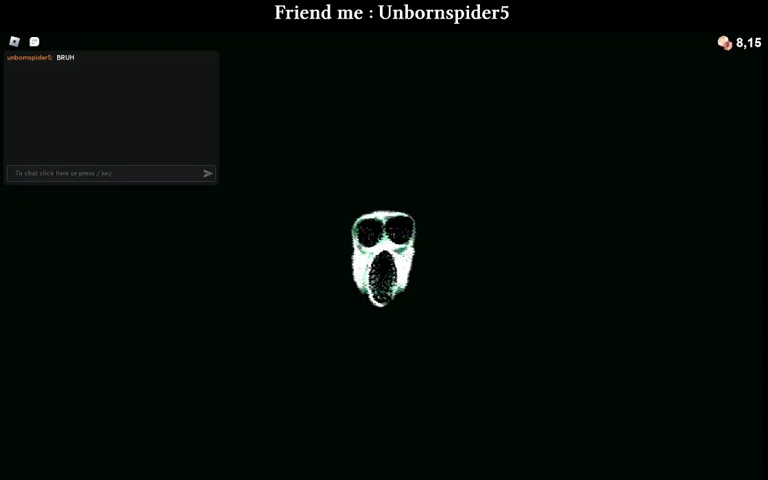 Friend me : Unbornspider5
8,15
unbornspider5: BRUH
To chat click here or press / key